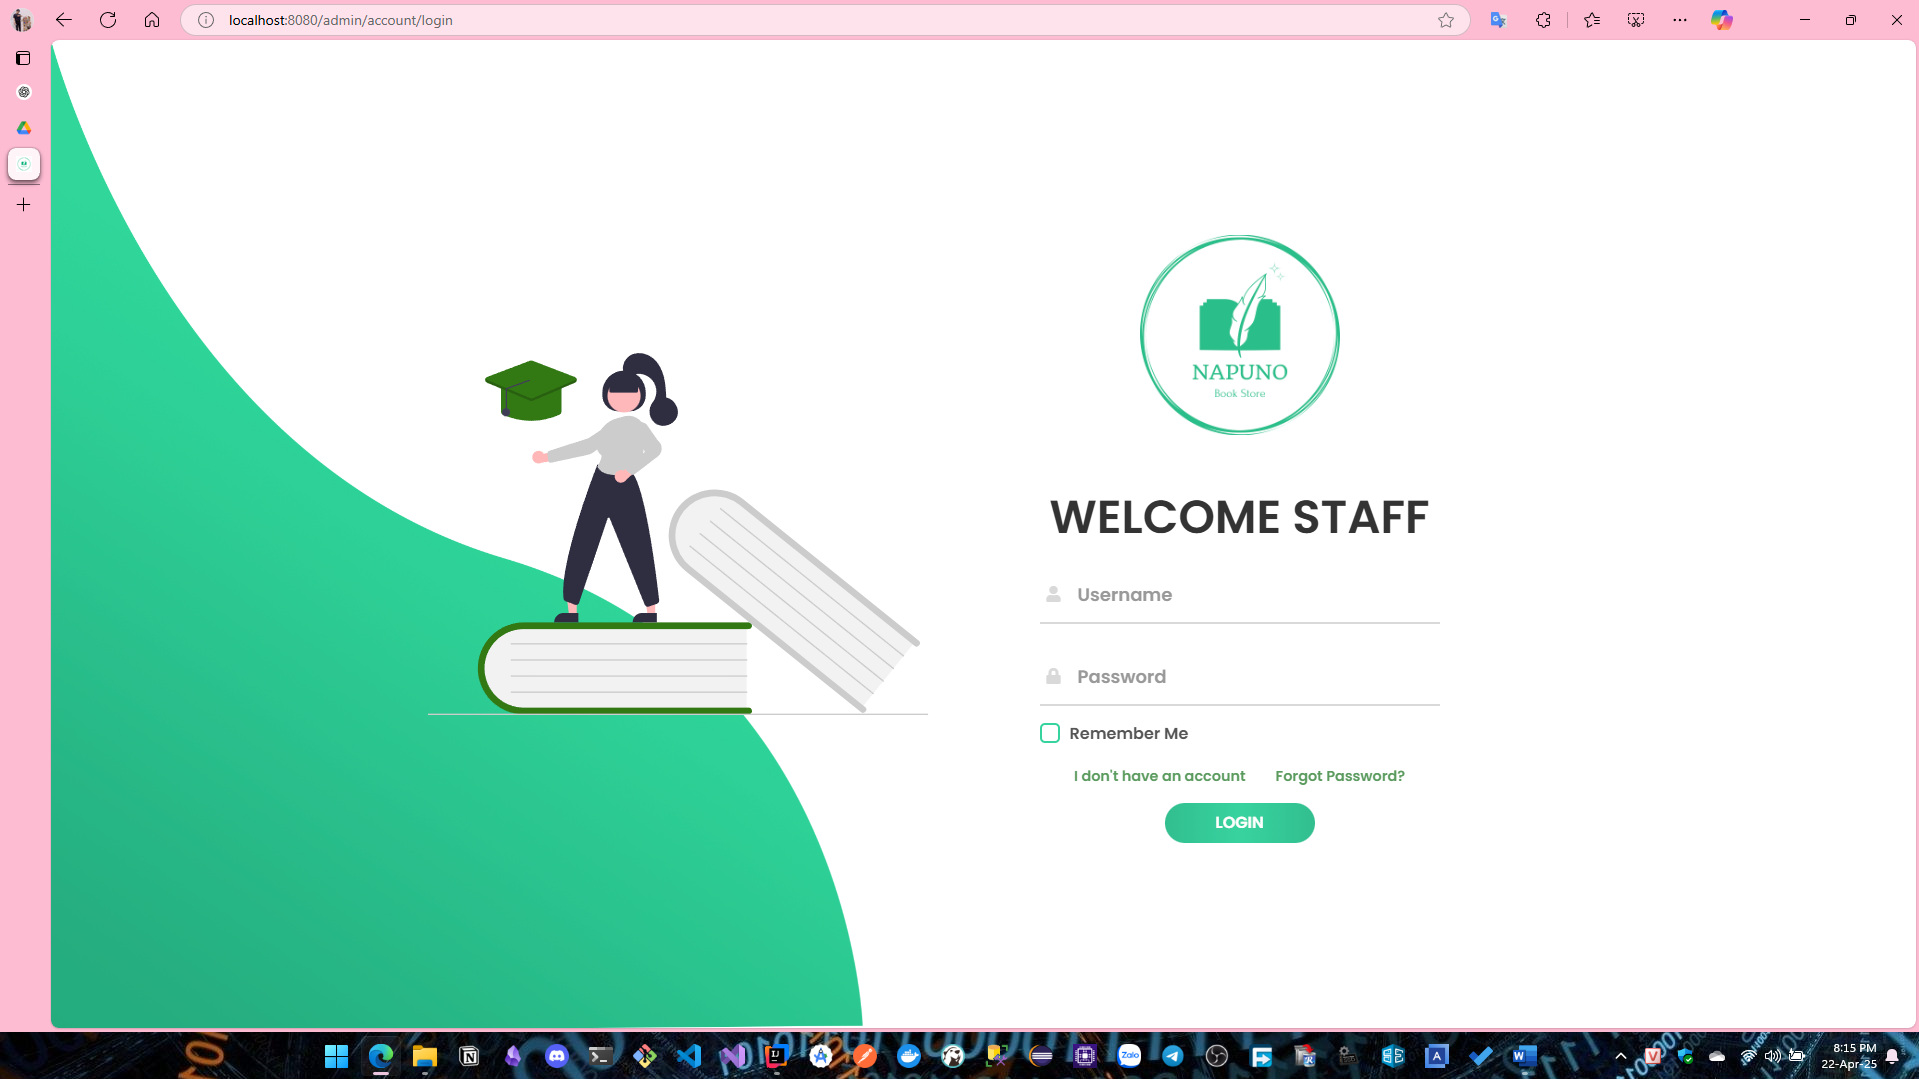 localhost:8080/admin/account/login
NAPUNO
Book Store
WELCOME STAFF
Username
Password
Remember Me
I don't have an account
Forgot Password?
LOGIN
Zalo
8:15 PM
22-Apr-25